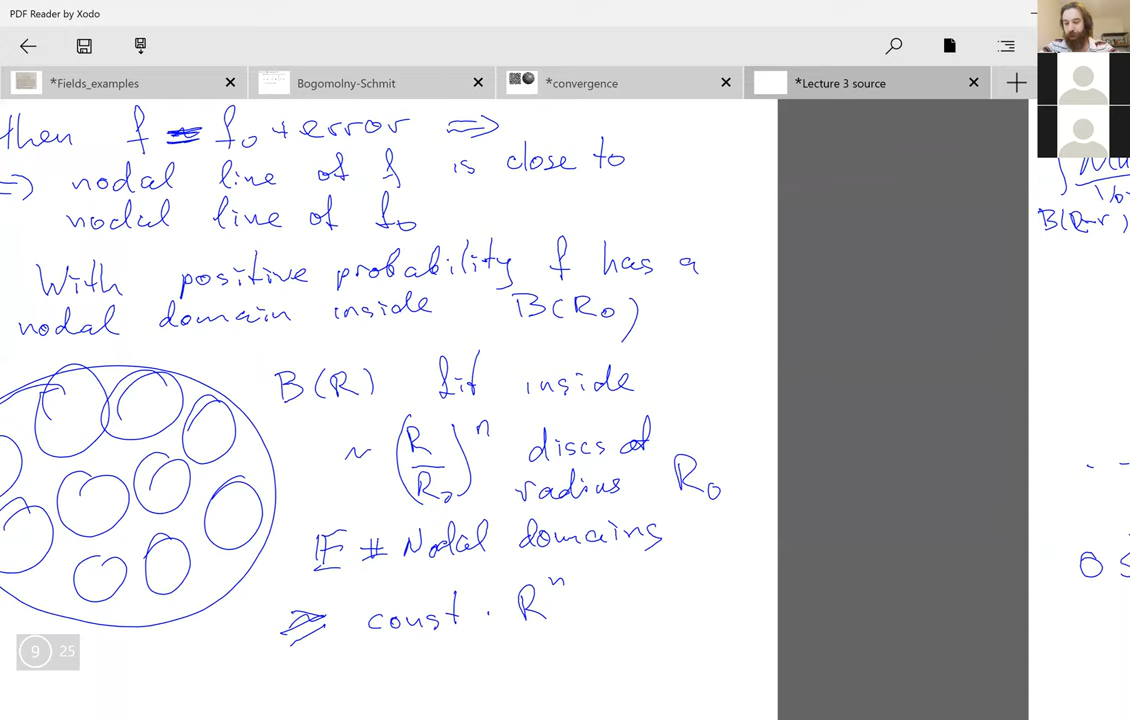 PDF Reader by Xodo
*Fields_examples
Bogomolny-Schmit
*convergence
*Lecture 3 source
then f = f₀ + error ⇒
⇒ nodal line of f is close to
nodal line of f₀
With positive probability f has a
nodal domain inside B(R₀)
B(R) fit inside
~ (R/R₀)ⁿ discs of
radius R₀
E # Nodal domains
≥ const · Rⁿ
B(R-r)
9 25